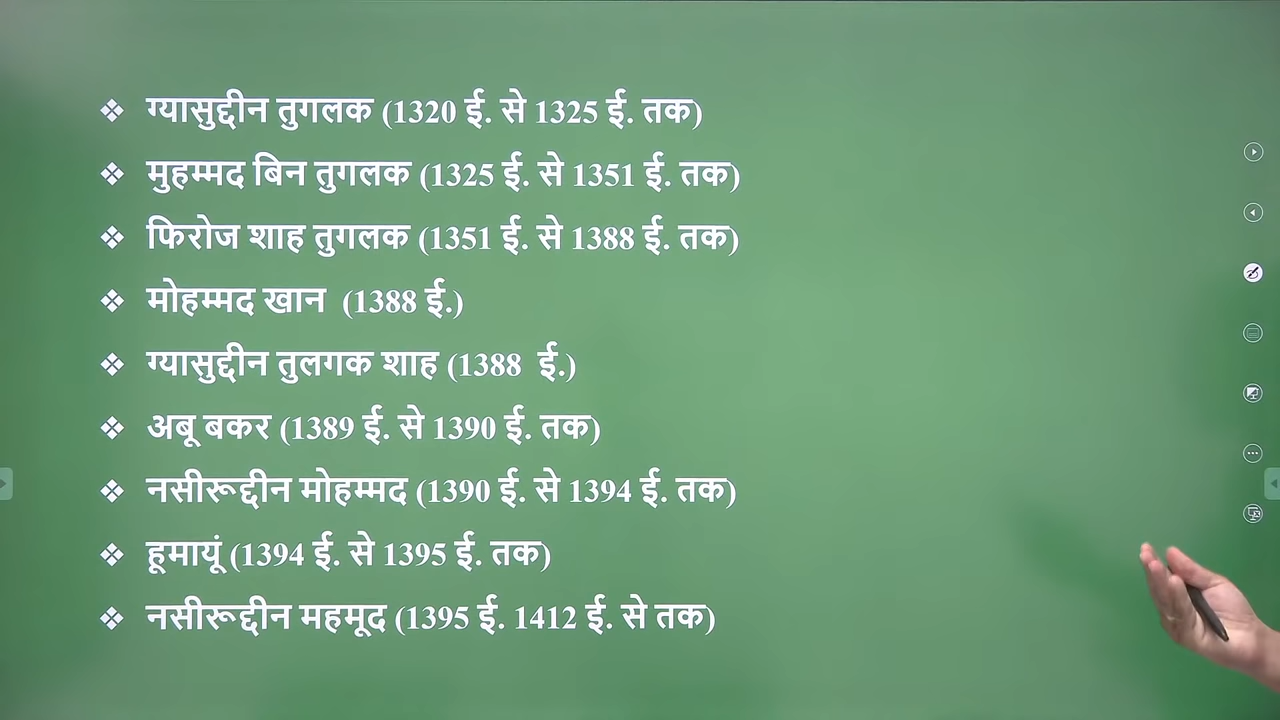 ❖ ग्यासुद्दीन तुगलक (1320 ई. से 1325 ई. तक)
❖ मुहम्मद बिन तुगलक (1325 ई. से 1351 ई. तक)
❖ फिरोज शाह तुगलक (1351 ई. से 1388 ई. तक)
❖ मोहम्मद खान (1388 ई.)
❖ ग्यासुद्दीन तुलगक शाह (1388 ई.)
❖ अबू बकर (1389 ई. से 1390 ई. तक)
❖ नसीरूद्दीन मोहम्मद (1390 ई. से 1394 ई. तक)
❖ हूमायूं (1394 ई. से 1395 ई. तक)
❖ नसीरूद्दीन महमूद (1395 ई. 1412 ई. से तक)